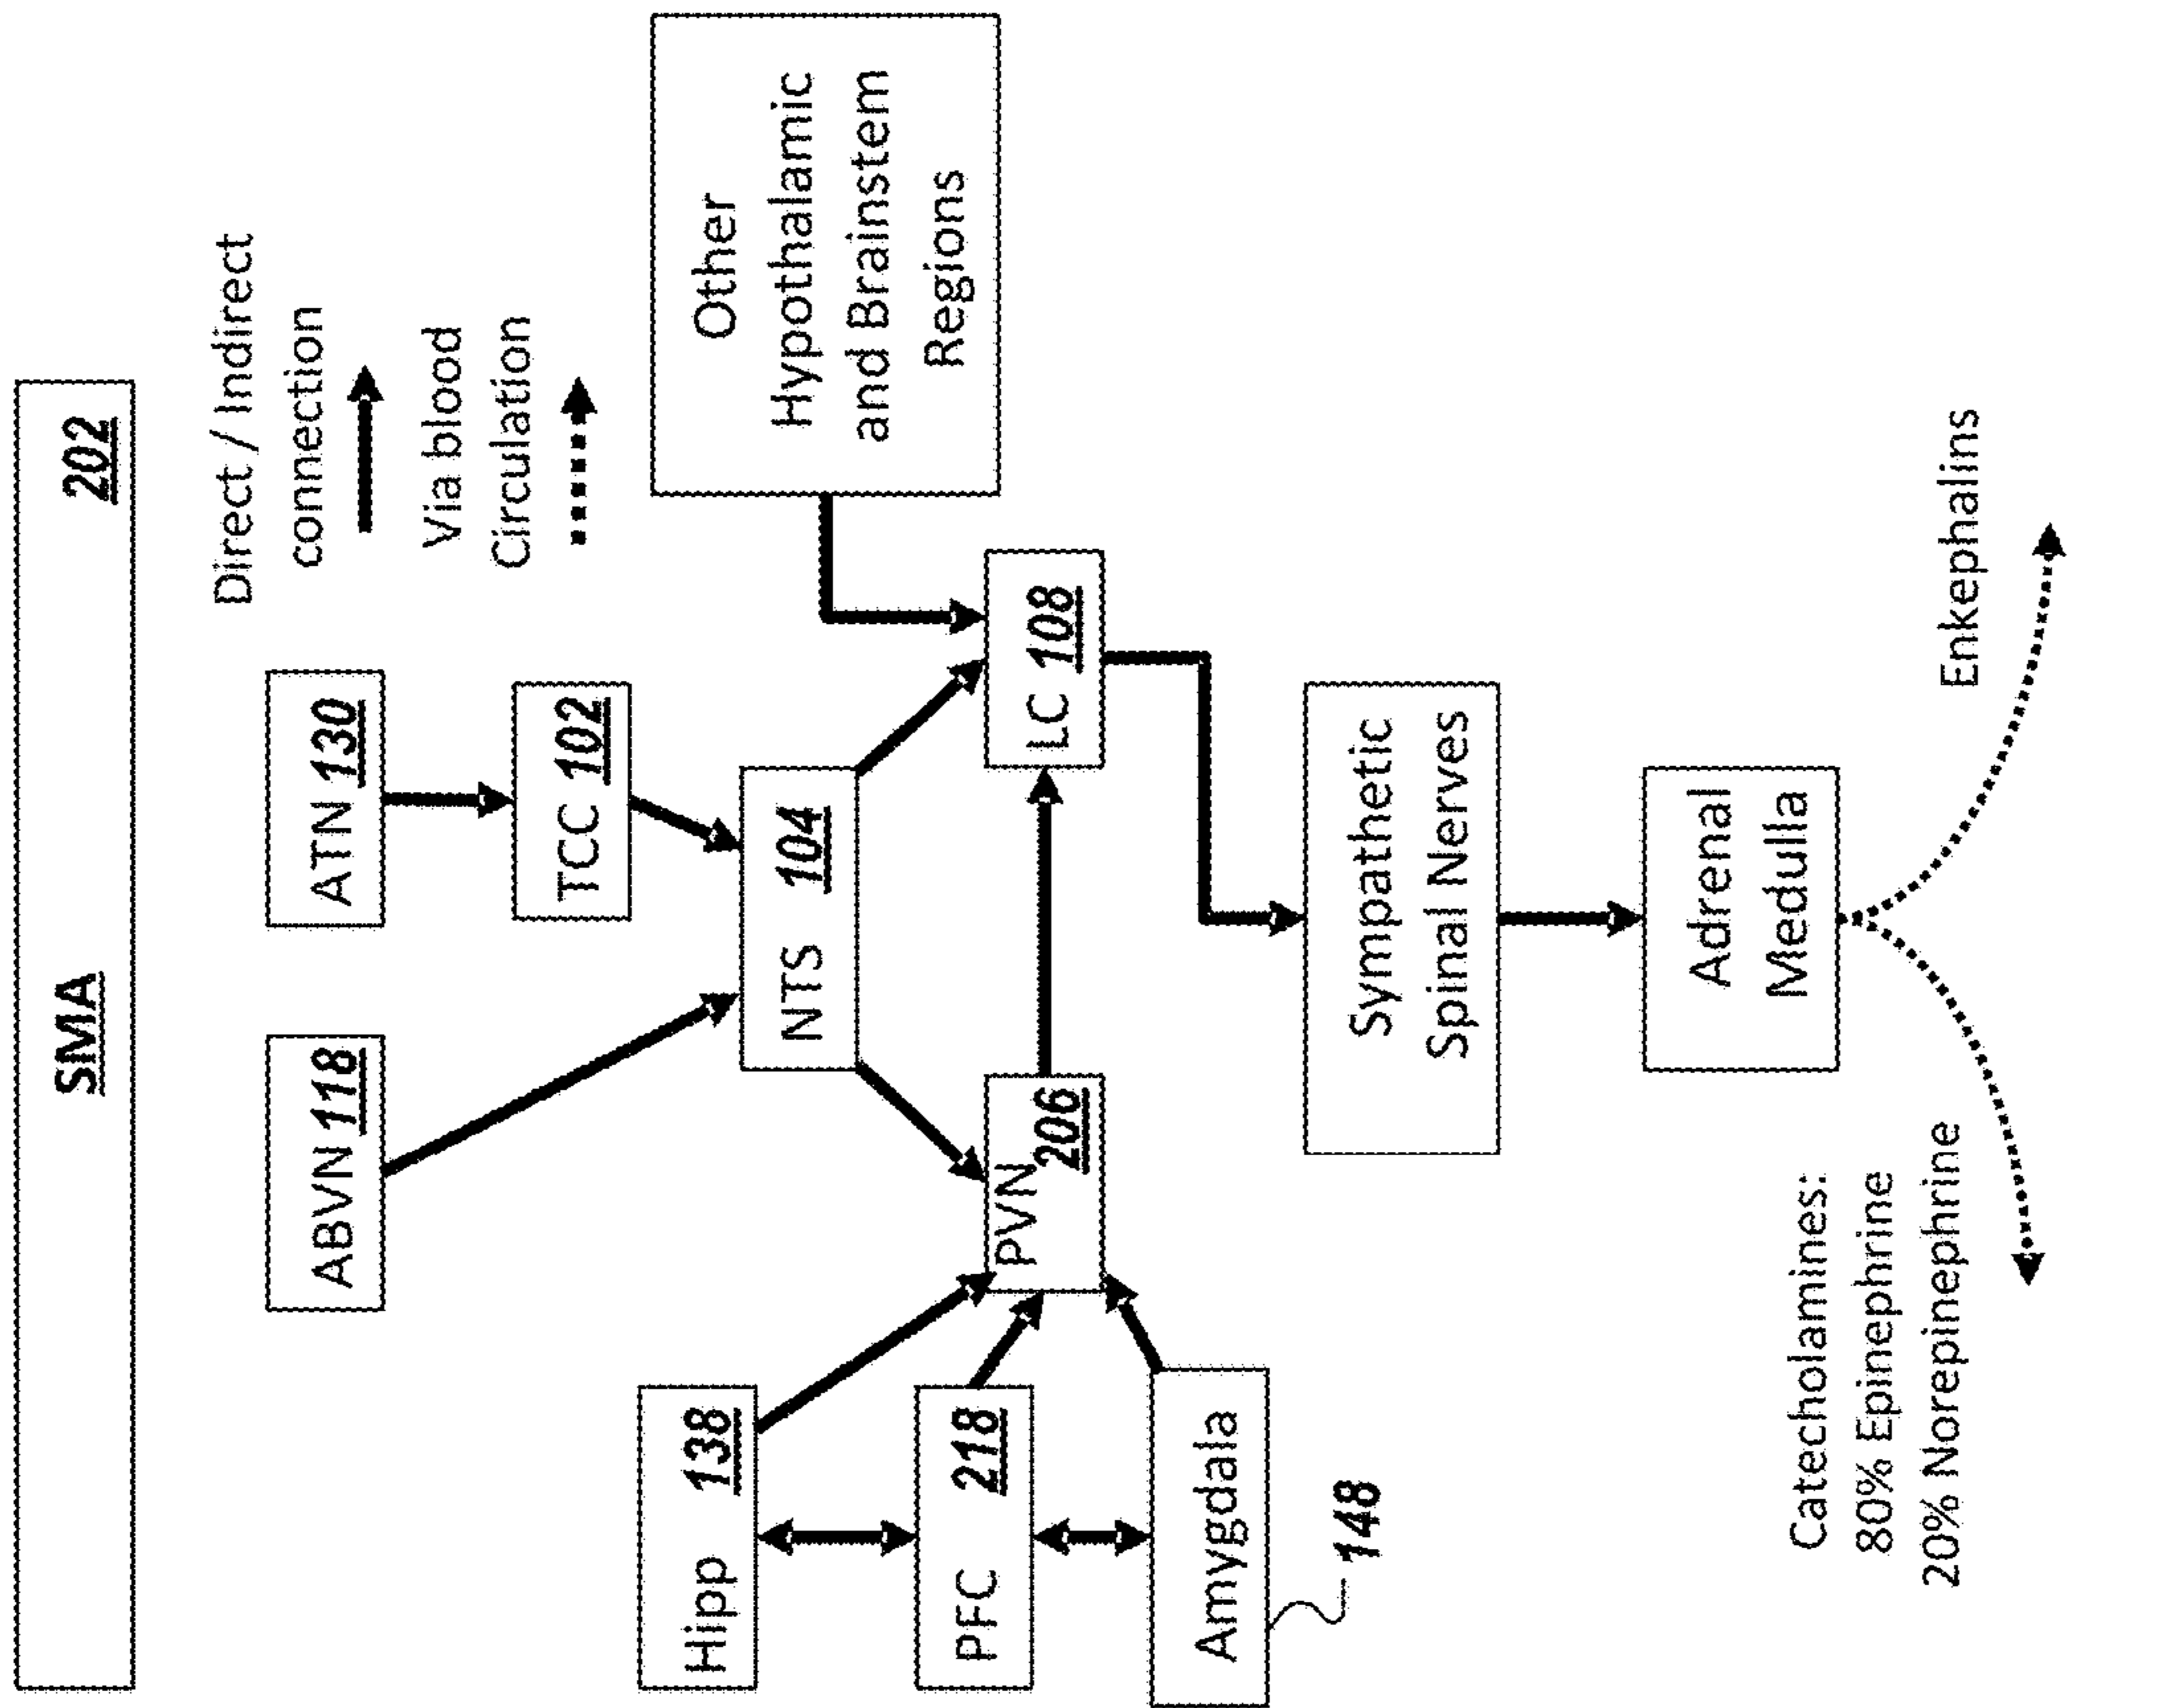 SMA 202
Direct / Indirect
connection
Via blood
Circulation
ABVN 118
ATN 130
TCC 102
Other
Hypothalamic
and Brainstem
Regions
Hipp 138
NTS 104
PFC 218
PVN
206
LC 108
Amygdala
148
Sympathetic
Spinal Nerves
Adrenal
Medulla
Catecholamines:
80% Epinephrine
20% Norepinephrine
Enkephalins